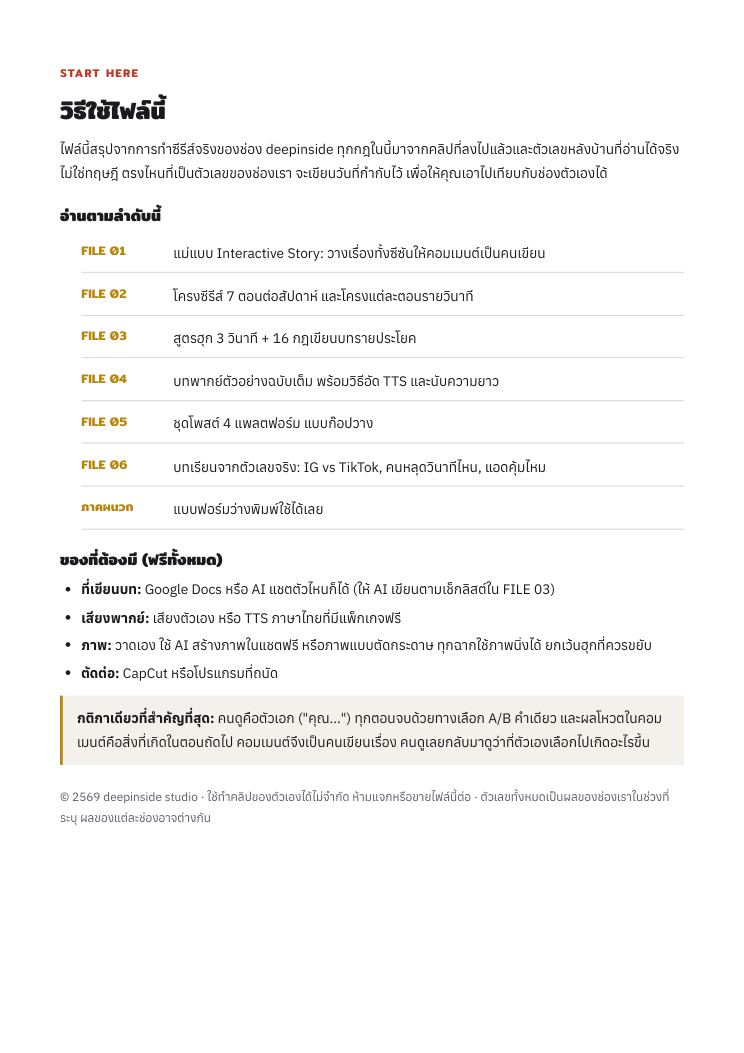 START HERE
วิธีใช้ไฟล์นี้
ไฟล์นี้สรุปจากการทำซีรีส์จริงของช่อง deepinside ทุกกฎในนี้มาจากคลิปที่ลงไปแล้วและตัวเลขหลังบ้านที่อ่านได้จริง
ไม่ใช่ทฤษฎี ตรงไหนที่เป็นตัวเลขของช่องเรา จะเขียนวันที่กำกับไว้ เพื่อให้คุณเอาไปเทียบกับช่องตัวเองได้
อ่านตามลำดับนี้
FILE 01 แม่แบบ Interactive Story: วางเรื่องทั้งซีซันให้คอมเมนต์เป็นคนเขียน
FILE 02 โครงซีรีส์ 7 ตอนต่อสัปดาห์ และโครงแต่ละตอนรายวินาที
FILE 03 สูตรฮุก 3 วินาที + 16 กฎเขียนบทรายประโยค
FILE 04 บทพากย์ตัวอย่างฉบับเต็ม พร้อมวิธีอัด TTS และนับความยาว
FILE 05 ชุดโพสต์ 4 แพลตฟอร์ม แบบก๊อปวาง
FILE 06 บทเรียนจากตัวเลขจริง: IG vs TikTok, คนหลุดวินาทีไหน, แอดคุ้มไหม
ภาคผนวก แบบฟอร์มว่างพิมพ์ใช้ได้เลย
ของที่ต้องมี (ฟรีทั้งหมด)
• ที่เขียนบท: Google Docs หรือ AI แชตตัวไหนก็ได้ (ให้ AI เขียนตามเช็กลิสต์ใน FILE 03)
• เสียงพากย์: เสียงตัวเอง หรือ TTS ภาษาไทยที่มีแพ็กเกจฟรี
• ภาพ: วาดเอง ใช้ AI สร้างภาพในแชตฟรี หรือภาพแบบตัดกระดาษ ทุกฉากใช้ภาพนิ่งได้ ยกเว้นฮุกที่ควรขยับ
• ตัดต่อ: CapCut หรือโปรแกรมที่ถนัด
กติกาเดียวที่สำคัญที่สุด: คนดูคือตัวเอก ("คุณ...") ทุกตอนจบด้วยทางเลือก A/B คำเดียว และผลโหวตในคอม
เมนต์คือสิ่งที่เกิดในตอนถัดไป คอมเมนต์จึงเป็นคนเขียนเรื่อง คนดูเลยกลับมาดูว่าที่ตัวเองเลือกไปเกิดอะไรขึ้น
© 2569 deepinside studio · ใช้ทำคลิปของตัวเองได้ไม่จำกัด ห้ามแจกหรือขายไฟล์นี้ต่อ · ตัวเลขทั้งหมดเป็นผลของช่องเราในช่วงที่
ระบุ ผลของแต่ละช่องอาจต่างกัน